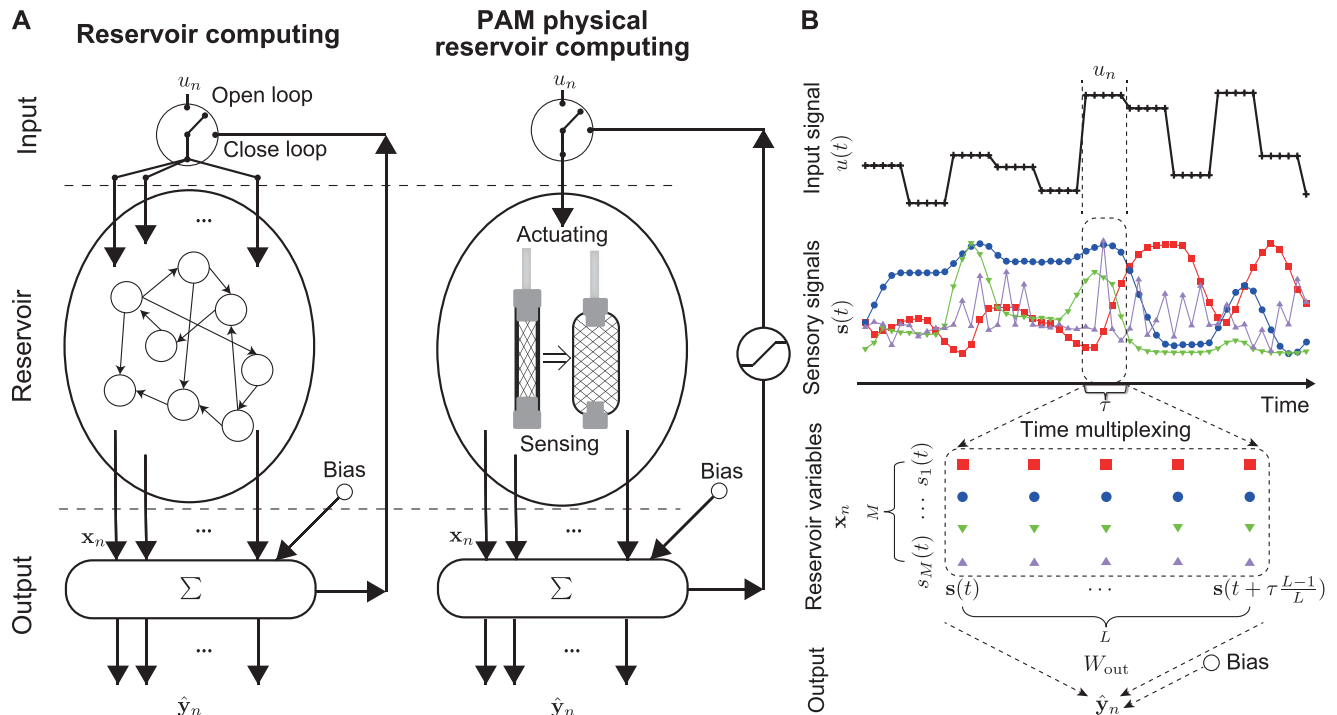 A
Reservoir computing
PAM physical
reservoir computing
Input
Reservoir
Output
u_n
Open loop
Close loop
...
Bias
x_n
...
Σ
...
ŷ_n
u_n
Actuating
Sensing
Bias
x_n
...
Σ
...
ŷ_n
B
Input signal
u(t)
u_n
Sensory signals
s(t)
τ
Time
Time multiplexing
Reservoir variables
x_n
M
s_M(t) ⋯ s_1(t)
s(t) ⋯ s(t + τ \frac{L-1}{L})
L
Output
W_out
Bias
ŷ_n